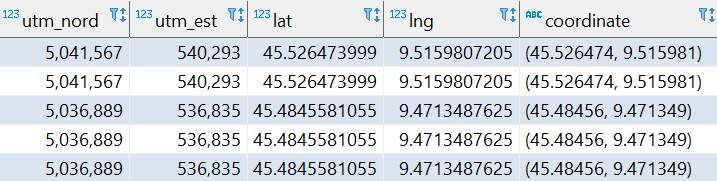 123 utm_nord 123 utm_est 123 lat 123 lng ABC coordinate
5,041,567 540,293 45.526473999 9.5159807205 (45.526474, 9.515981)
5,041,567 540,293 45.526473999 9.5159807205 (45.526474, 9.515981)
5,036,889 536,835 45.4845581055 9.4713487625 (45.48456, 9.471349)
5,036,889 536,835 45.4845581055 9.4713487625 (45.48456, 9.471349)
5,036,889 536,835 45.4845581055 9.4713487625 (45.48456, 9.471349)